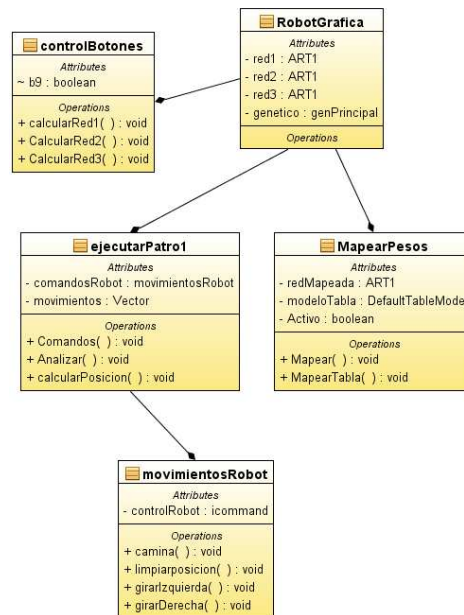 controlBotones
Attributes
~ b9 : boolean
Operations
+ calcularRed1( ) : void
+ CalcularRed2( ) : void
+ CalcularRed3( ) : void
RobotGrafica
Attributes
- red1 : ART1
- red2 : ART1
- red3 : ART1
- genetico : genPrincipal
Operations
ejecutarPatro1
Attributes
- comandosRobot : movimientosRobot
- movimientos : Vector
Operations
+ Comandos( ) : void
+ Analizar( ) : void
+ calcularPosicion( ) : void
MapearPesos
Attributes
- redMapeada : ART1
- modeloTabla : DefaultTableMode
- Activo : boolean
Operations
+ Mapear( ) : void
+ MapearTabla( ) : void
movimientosRobot
Attributes
- controlRobot : icommand
Operations
+ camina( ) : void
+ limpiarposicion( ) : void
+ girarIzquierda( ) : void
+ girarDerecha( ) : void